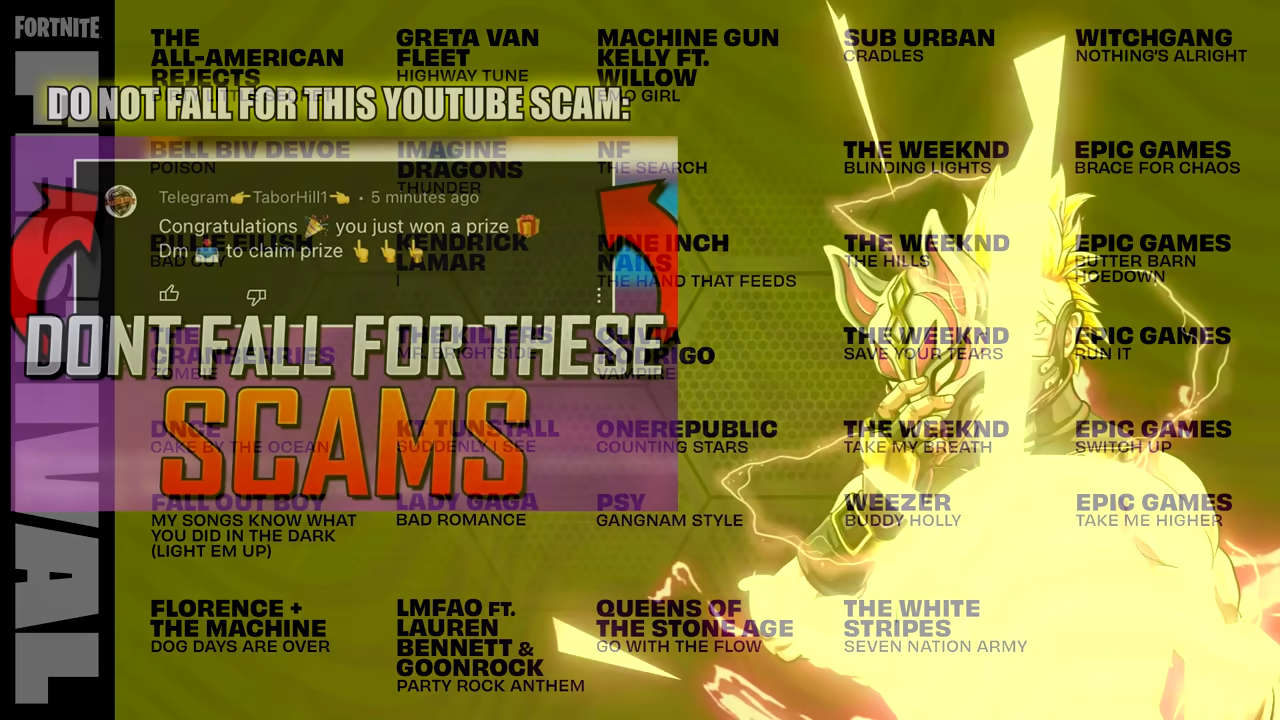 FORTNITE
FESTIVAL
THE
ALL-AMERICAN
REJECTS
DIRTY LITTLE SECRET
GRETA VAN
FLEET
HIGHWAY TUNE
MACHINE GUN
KELLY FT.
WILLOW
EMO GIRL
SUB URBAN
CRADLES
WITCHGANG
NOTHING'S ALRIGHT
DO NOT FALL FOR THIS YOUTUBE SCAM:
BELL BIV DEVOE
POISON
IMAGINE
DRAGONS
THUNDER
NF
THE SEARCH
THE WEEKND
BLINDING LIGHTS
EPIC GAMES
BRACE FOR CHAOS
Telegram👉TaborHill1👈 • 5 minutes ago
Congratulations 🎉 you just won a prize 🎁
Dm 📥 to claim prize 👆👆👆
BILLIE EILISH
BAD GUY
KENDRICK
LAMAR
I
NINE INCH
NAILS
THE HAND THAT FEEDS
THE WEEKND
THE HILLS
EPIC GAMES
BUTTER BARN
HOEDOWN
DONT FALL FOR THESE
SCAMS
THE
CRANBERRIES
ZOMBIE
THE KILLERS
MR. BRIGHTSIDE
OLIVIA
RODRIGO
VAMPIRE
THE WEEKND
SAVE YOUR TEARS
EPIC GAMES
RUN IT
DNCE
CAKE BY THE OCEAN
KT TUNSTALL
SUDDENLY I SEE
ONEREPUBLIC
COUNTING STARS
THE WEEKND
TAKE MY BREATH
EPIC GAMES
SWITCH UP
FALL OUT BOY
MY SONGS KNOW WHAT
YOU DID IN THE DARK
(LIGHT EM UP)
LADY GAGA
BAD ROMANCE
PSY
GANGNAM STYLE
WEEZER
BUDDY HOLLY
EPIC GAMES
TAKE ME HIGHER
FLORENCE +
THE MACHINE
DOG DAYS ARE OVER
LMFAO FT.
LAUREN
BENNETT &
GOONROCK
PARTY ROCK ANTHEM
QUEENS OF
THE STONE AGE
GO WITH THE FLOW
THE WHITE
STRIPES
SEVEN NATION ARMY